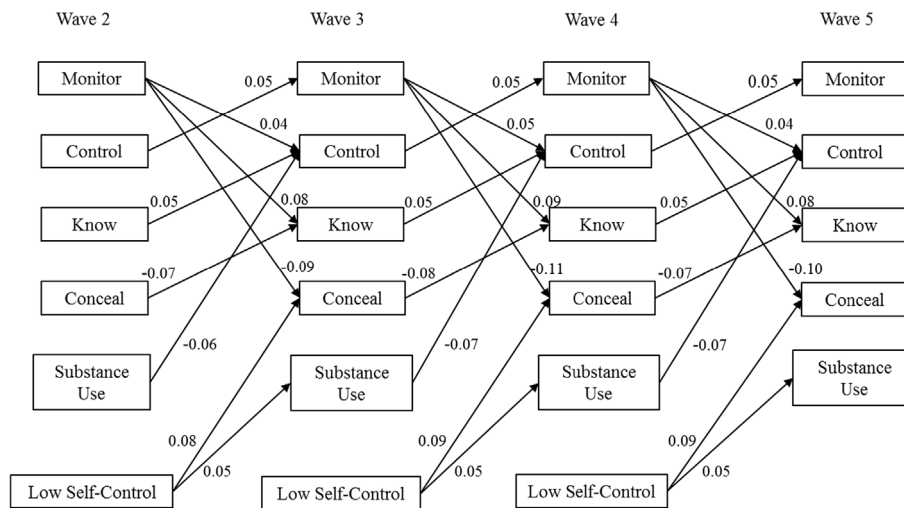 Wave 2
Wave 3
Wave 4
Wave 5
Monitor
Monitor
Monitor
Monitor
0.05
0.05
0.05
0.04
0.05
0.04
Control
Control
Control
Control
0.05
0.08
0.05
0.09
0.05
0.08
Know
Know
Know
Know
-0.07
-0.09
-0.08
-0.11
-0.07
-0.10
Conceal
Conceal
Conceal
Conceal
-0.06
-0.07
-0.07
Substance
Use
Substance
Use
Substance
Use
Substance
Use
0.08
0.09
0.09
0.05
0.05
0.05
Low Self-Control
Low Self-Control
Low Self-Control